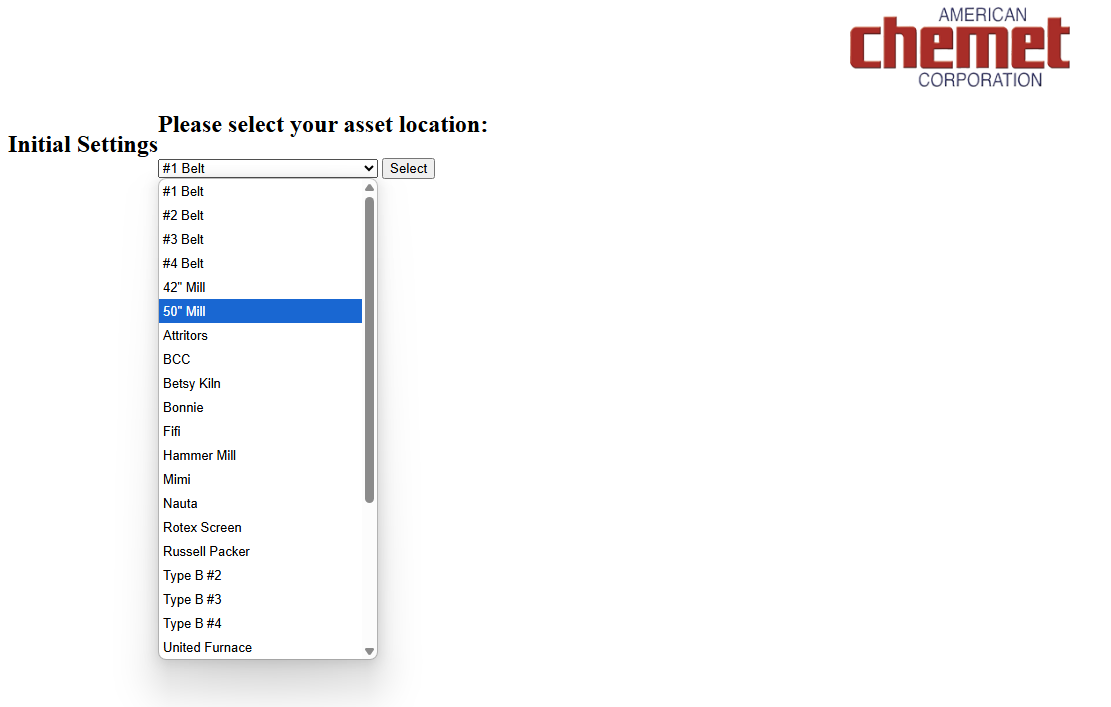 AMERICAN
chemet
CORPORATION
Please select your asset location:
Initial Settings
#1 Belt
Select
#1 Belt
#2 Belt
#3 Belt
#4 Belt
42" Mill
50" Mill
Attritors
BCC
Betsy Kiln
Bonnie
Fifi
Hammer Mill
Mimi
Nauta
Rotex Screen
Russell Packer
Type B #2
Type B #3
Type B #4
United Furnace